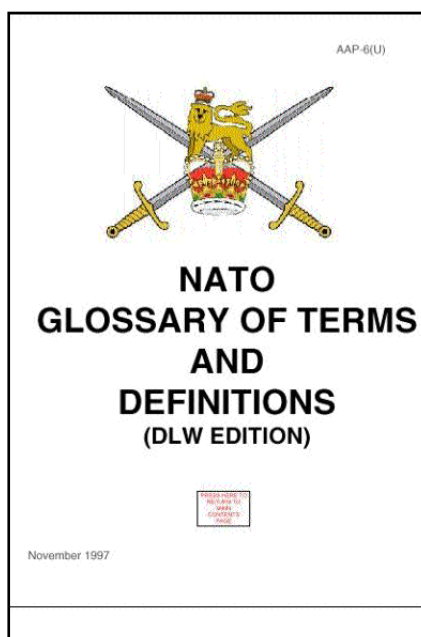 AAP-6(U)
NATO
GLOSSARY OF TERMS
AND
DEFINITIONS
(DLW EDITION)
PRESS HERE TO
RETURN TO
MAIN
CONTENTS
PAGE
November 1997